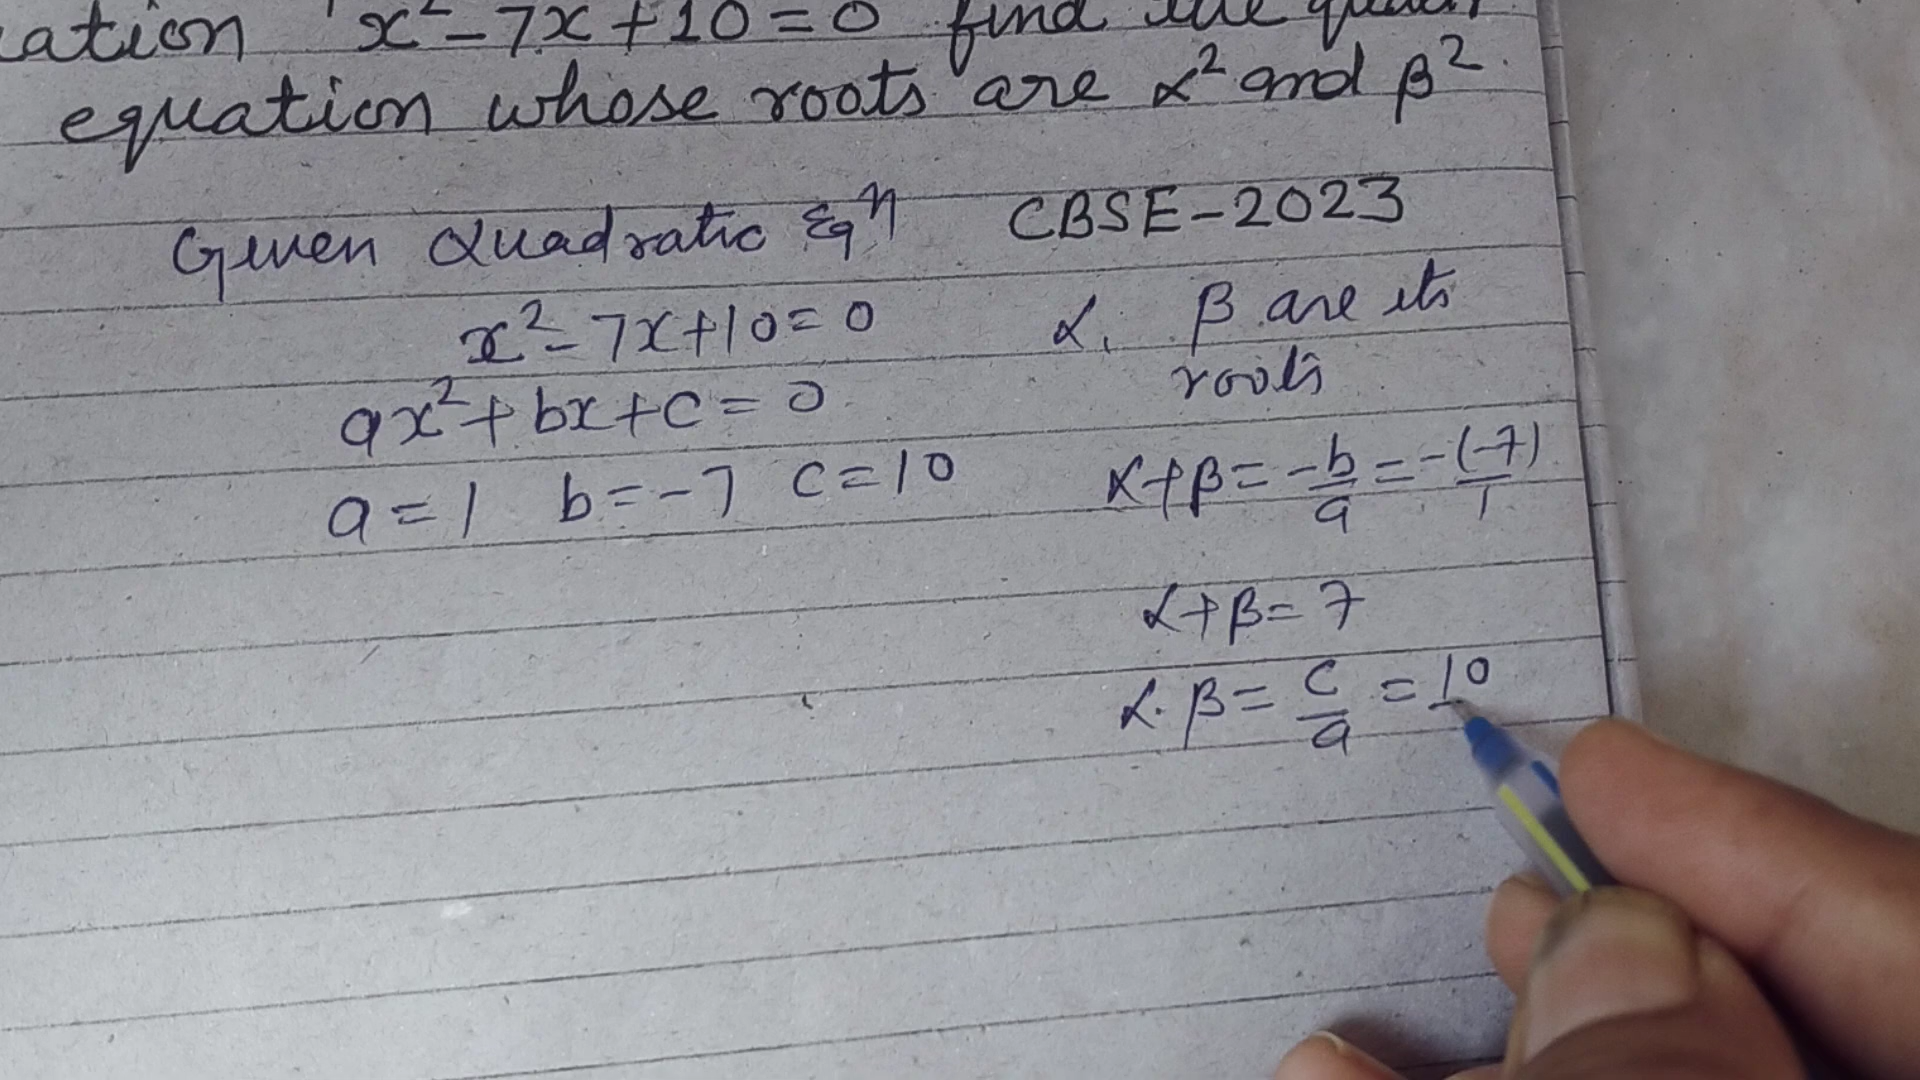 x² - 7x + 10 = 0 find the
equation whose roots are α² and β².
Given Quadratic Eqⁿ CBSE-2023
x² - 7x + 10 = 0 α, β are its
roots
ax² + bx + c = 0
a = 1 b = -7 c = 10 α + β = -b/a = -(-7)/1
α + β = 7
α . β = c/a = 10